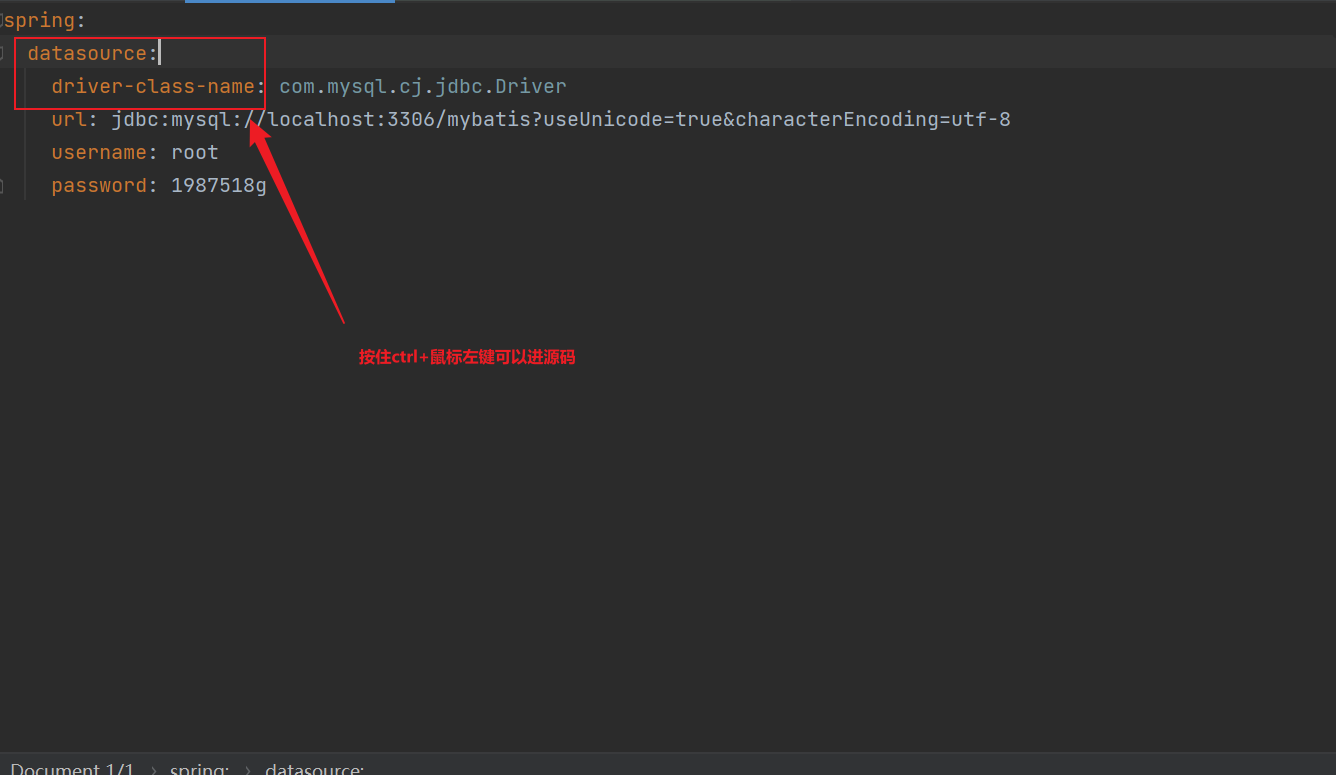 spring:
datasource:
driver-class-name: com.mysql.cj.jdbc.Driver
url: jdbc:mysql://localhost:3306/mybatis?useUnicode=true&characterEncoding=utf-8
username: root
password: 1987518g
按住ctrl+鼠标左键可以进源码
Document 1/1 › spring: › datasource: